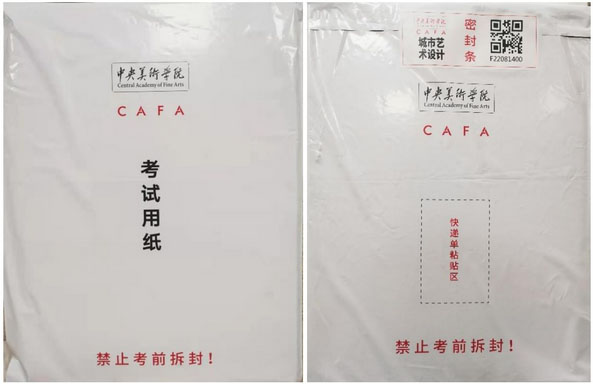 中央美術学院
Central Academy of Fine Arts
CAFA
考试用纸
禁止考前拆封！
中央美術学院
CAFA
城市艺
术设计
密封条
F22081400
中央美術学院
Central Academy of Fine Arts
CAFA
快递单粘贴区
禁止考前拆封！